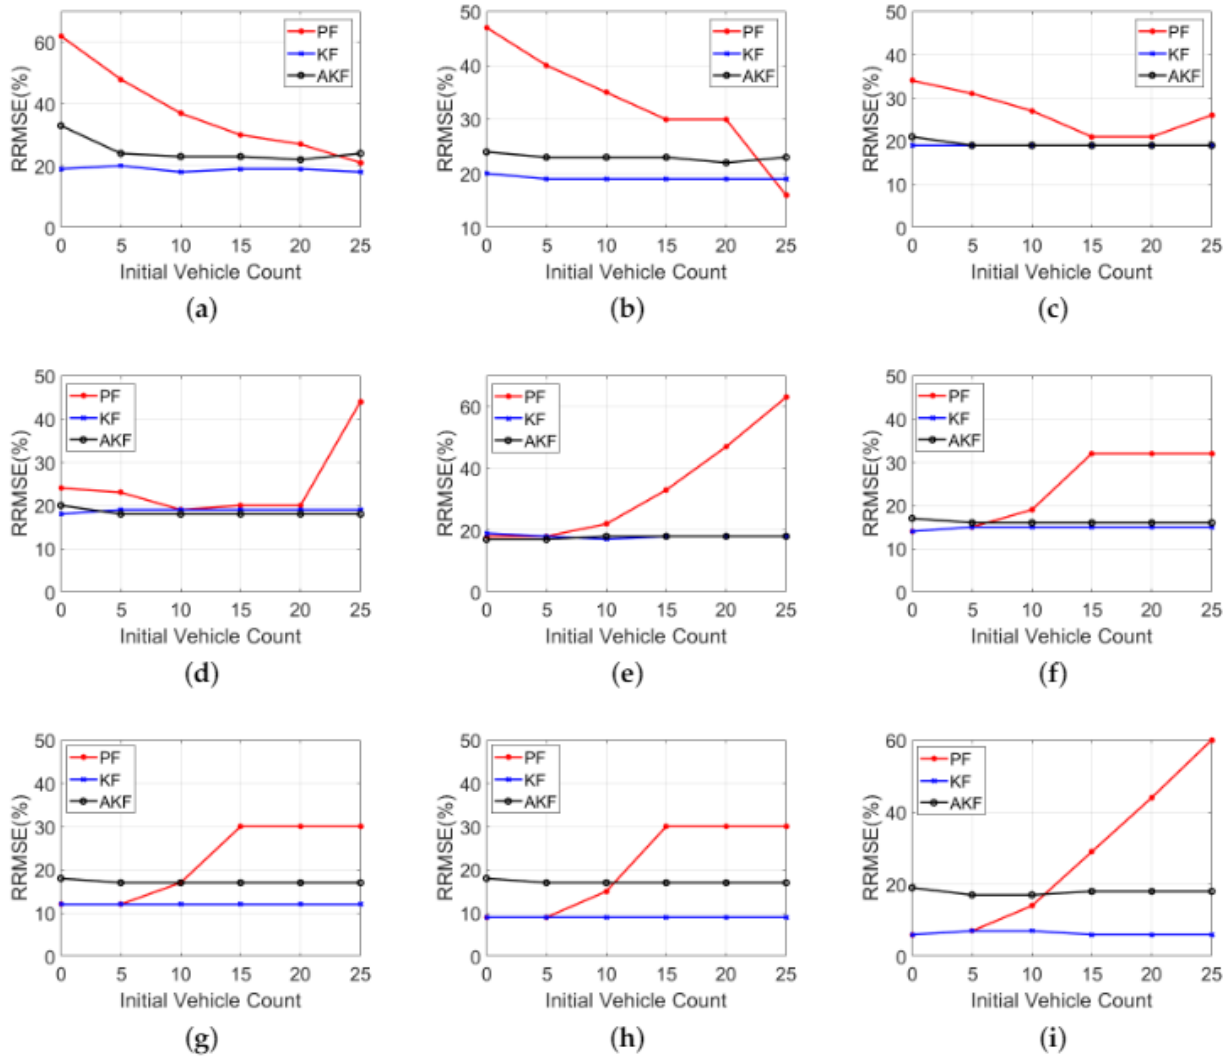 PF
KF
AKF
RRMSE(%)
60
40
20
0
0 5 10 15 20 25
Initial Vehicle Count
(a)
PF
KF
AKF
RRMSE(%)
50
40
30
20
10
0 5 10 15 20 25
Initial Vehicle Count
(b)
PF
KF
AKF
RRMSE(%)
50
40
30
20
10
0
0 5 10 15 20 25
Initial Vehicle Count
(c)
PF
KF
AKF
RRMSE(%)
50
40
30
20
10
0
0 5 10 15 20 25
Initial Vehicle Count
(d)
PF
KF
AKF
RRMSE(%)
60
40
20
0
0 5 10 15 20 25
Initial Vehicle Count
(e)
PF
KF
AKF
RRMSE(%)
50
40
30
20
10
0
0 5 10 15 20 25
Initial Vehicle Count
(f)
PF
KF
AKF
RRMSE(%)
50
40
30
20
10
0
0 5 10 15 20 25
Initial Vehicle Count
(g)
PF
KF
AKF
RRMSE(%)
50
40
30
20
10
0
0 5 10 15 20 25
Initial Vehicle Count
(h)
PF
KF
AKF
RRMSE(%)
60
40
20
0
0 5 10 15 20 25
Initial Vehicle Count
(i)